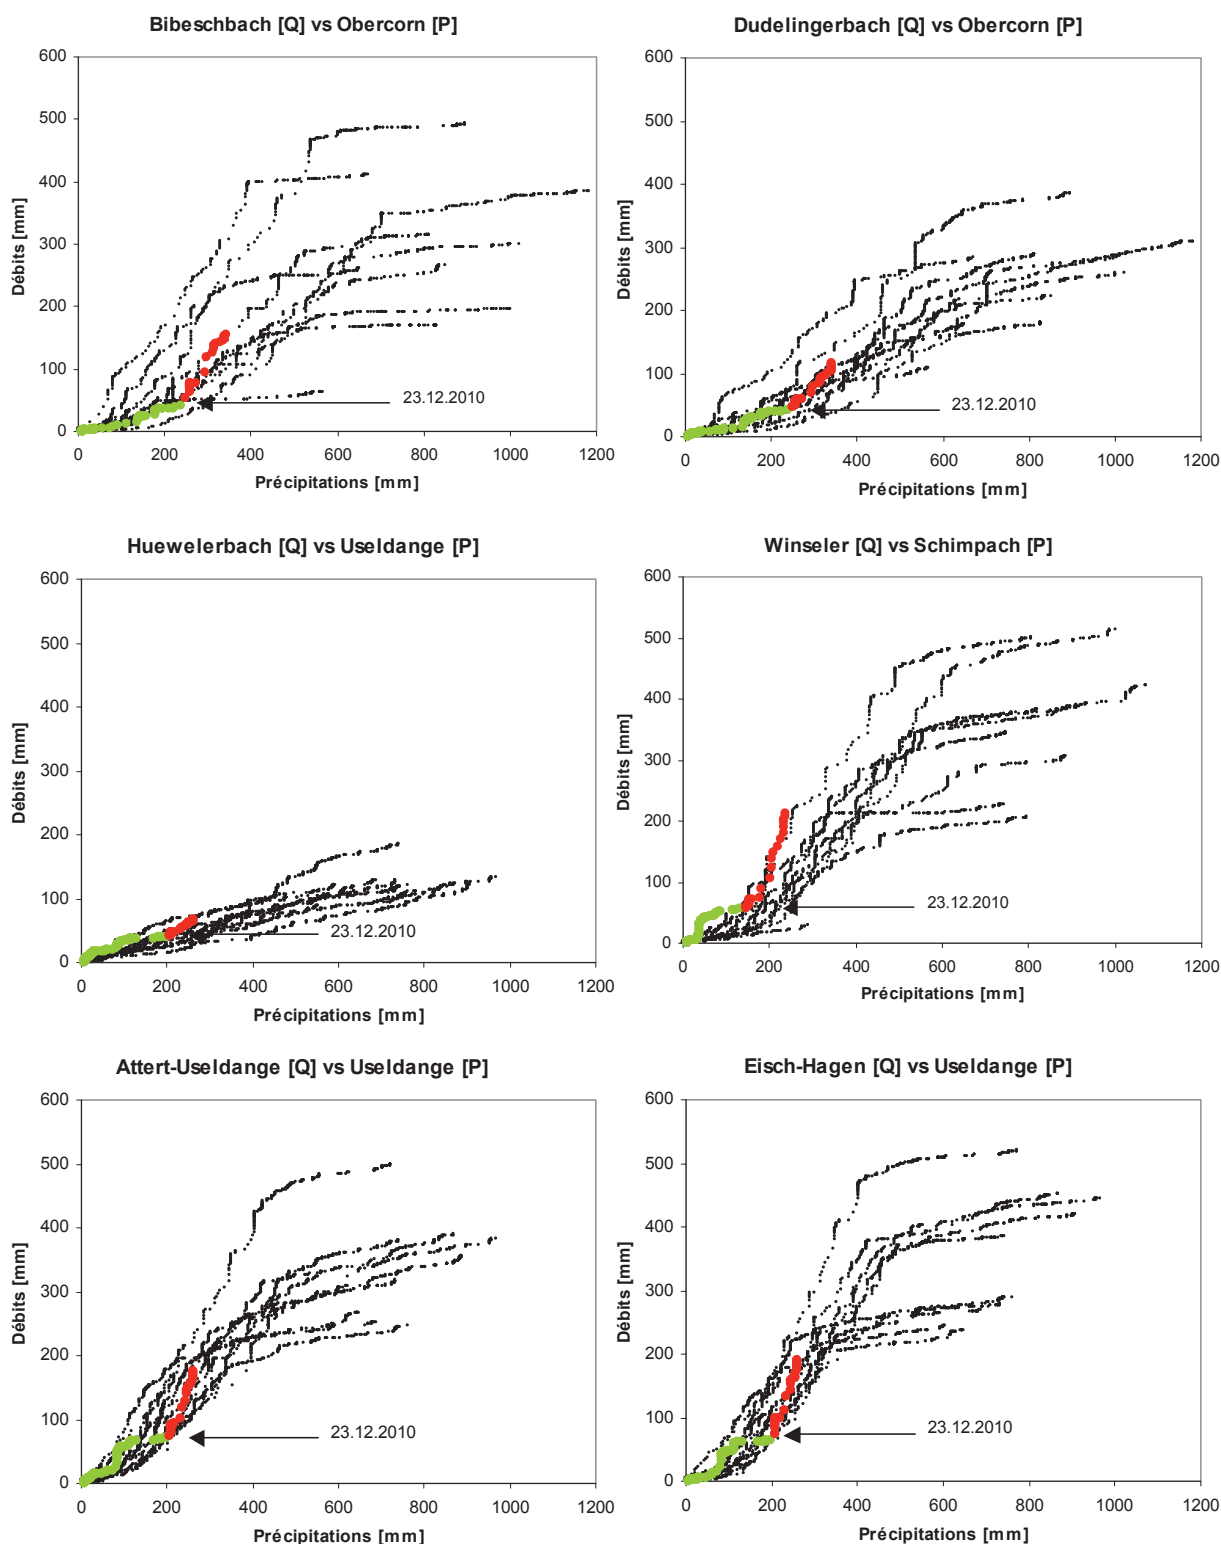 Bibeschbach [Q] vs Obercorn [P]
600
500
400
300
200
100
0
Débits [mm]
23.12.2010
0 200 400 600 800 1000 1200
Précipitations [mm]
Dudelingerbach [Q] vs Obercorn [P]
600
500
400
300
200
100
0
Débits [mm]
23.12.2010
0 200 400 600 800 1000 1200
Précipitations [mm]
Huewelerbach [Q] vs Useldange [P]
600
500
400
300
200
100
0
Débits [mm]
23.12.2010
0 200 400 600 800 1000 1200
Précipitations [mm]
Winseler [Q] vs Schimpach [P]
600
500
400
300
200
100
0
Débits [mm]
23.12.2010
0 200 400 600 800 1000 1200
Précipitations [mm]
Attert-Useldange [Q] vs Useldange [P]
600
500
400
300
200
100
0
Débits [mm]
23.12.2010
0 200 400 600 800 1000 1200
Précipitations [mm]
Eisch-Hagen [Q] vs Useldange [P]
600
500
400
300
200
100
0
Débits [mm]
23.12.2010
0 200 400 600 800 1000 1200
Précipitations [mm]